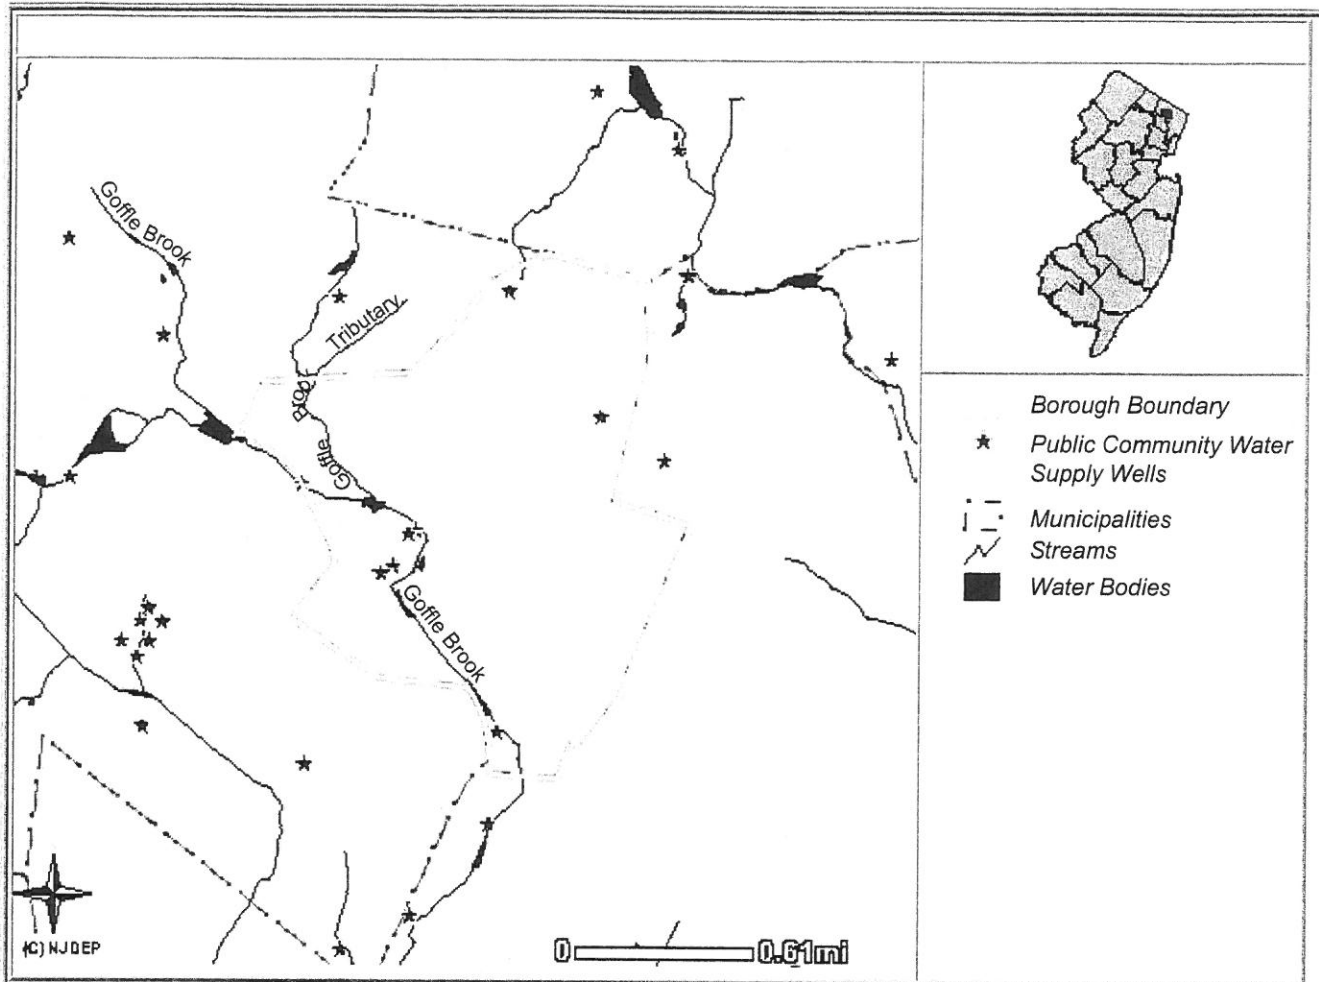 Goffle Brook
Tributary
Brook
Goffle
Goffle Brook
(C) NJDEP
0 0.61mi
Borough Boundary
Public Community Water
Supply Wells
Municipalities
Streams
Water Bodies